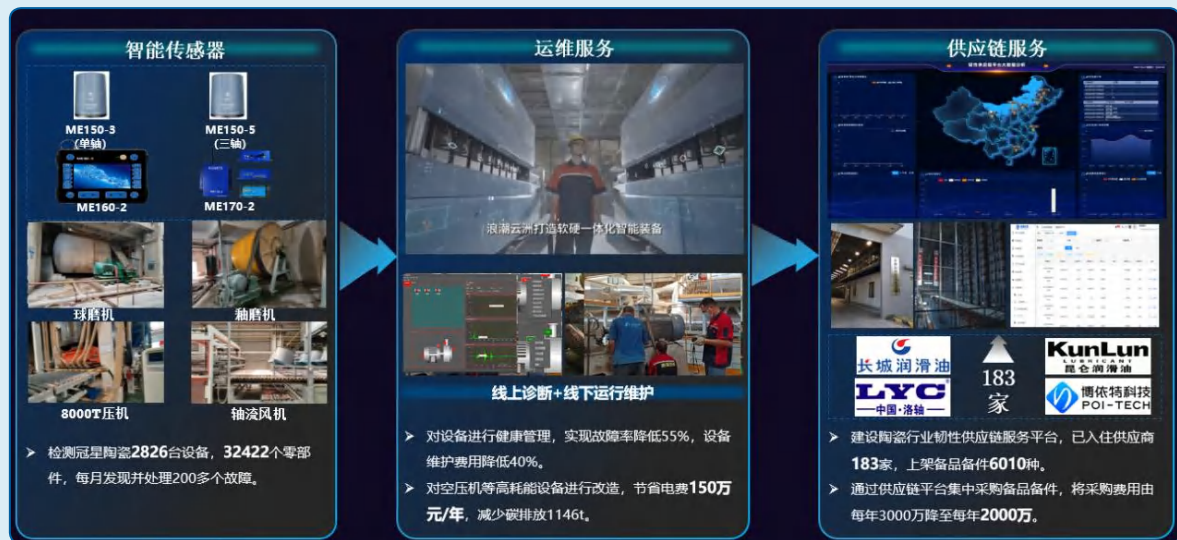 智能传感器
ME150-3
(单轴)
ME150-5
(三轴)
ME160-2
ME170-2
球磨机
釉磨机
8000T压机
轴流风机
检测冠星陶瓷2826台设备，32422个零部
件，每月发现并处理200多个故障。
运维服务
浪潮云洲打造软硬一体化智能装备
线上诊断+线下运行维护
对设备进行健康管理，实现故障率降低55%，设备
维护费用降低40%。
对空压机等高耗能设备进行改造，节省电费150万
元/年，减少碳排放1146t。
供应链服务
长城润滑油
LYC
中国·洛轴
183
家
KunLun
LUBRICANT
昆仑润滑油
博依特科技
POI-TECH
建设陶瓷行业韧性供应链服务平台，已入住供应商
183家，上架备品备件6010种。
通过供应链平台集中采购备品备件，将采购费用由
每年3000万降至每年2000万。